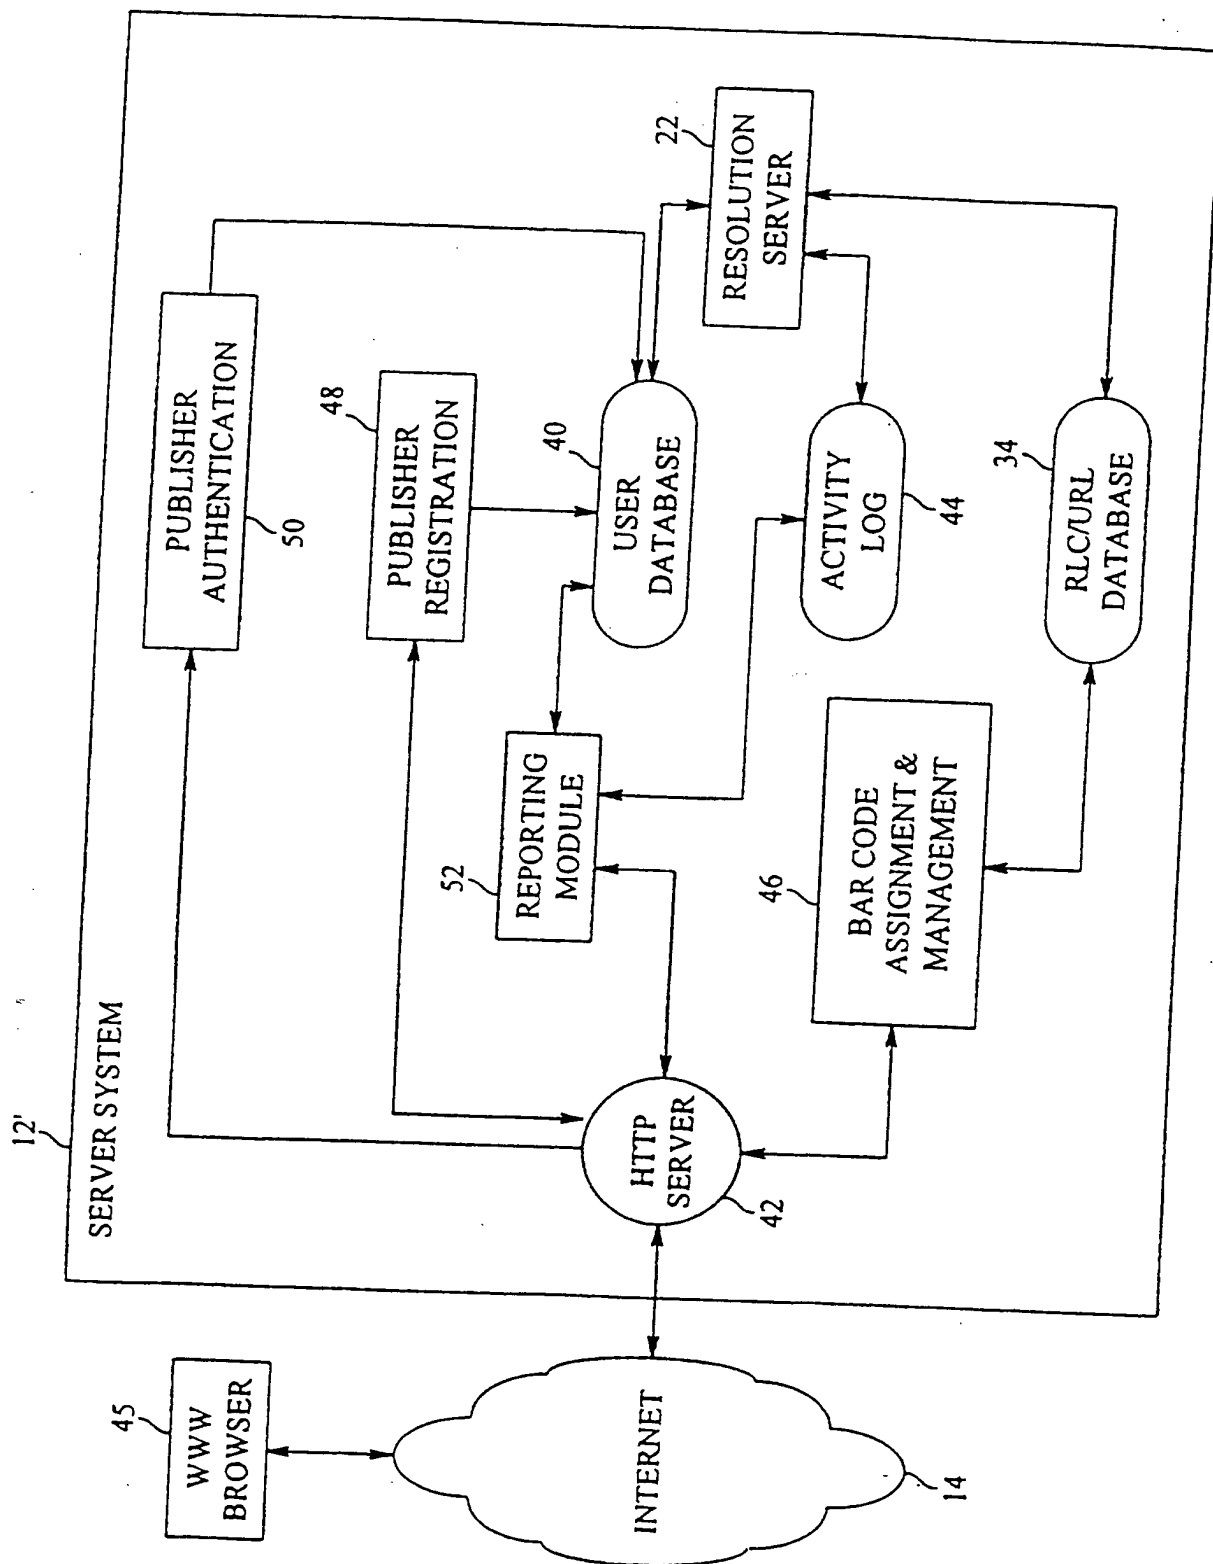 12'
SERVER SYSTEM
45
WWW
BROWSER
INTERNET
14
HTTP
SERVER
42
PUBLISHER
AUTHENTICATION
50
PUBLISHER
REGISTRATION
48
REPORTING
MODULE
52
USER
DATABASE
40
RESOLUTION
SERVER
22
ACTIVITY
LOG
44
BAR CODE
ASSIGNMENT &
MANAGEMENT
46
RLC/URL
DATABASE
34